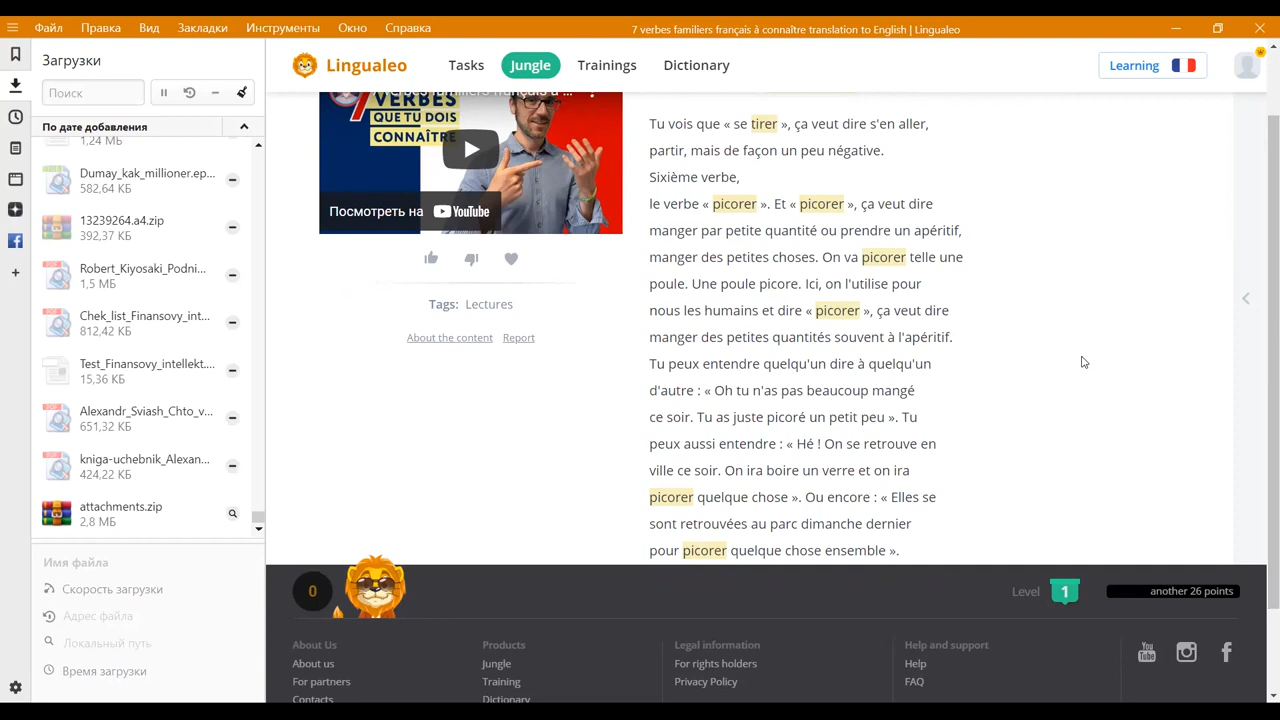 Файл Правка Вид Закладки Инструменты Окно Справка
7 verbes familiers français à connaître translation to English | Lingualeo
Загрузки
Поиск
По дате добавления
1,24 МБ
Dumay_kak_millioner.ep...
582,64 КБ
13239264.a4.zip
392,37 КБ
Robert_Kiyosaki_Podni...
1,5 МБ
Chek_list_Finansovy_int...
812,42 КБ
Test_Finansovy_intellekt....
15,36 КБ
Alexandr_Sviash_Chto_v...
651,32 КБ
kniga-uchebnik_Alexan...
424,22 КБ
attachments.zip
2,8 МБ
Имя файла
Скорость загрузки
Адрес файла
Локальный путь
Время загрузки
Lingualeo
Tasks Jungle Trainings Dictionary
Learning
7 verbes familiers français à ...
7 VERBES
QUE TU DOIS
CONNAÎTRE
Посмотреть на YouTube
Tags: Lectures
About the content Report
Tu vois que « se tirer », ça veut dire s'en aller,
partir, mais de façon un peu négative.
Sixième verbe,
le verbe « picorer ». Et « picorer », ça veut dire
manger par petite quantité ou prendre un apéritif,
manger des petites choses. On va picorer telle une
poule. Une poule picore. Ici, on l'utilise pour
nous les humains et dire « picorer », ça veut dire
manger des petites quantités souvent à l'apéritif.
Tu peux entendre quelqu'un dire à quelqu'un
d'autre : « Oh tu n'as pas beaucoup mangé
ce soir. Tu as juste picoré un petit peu ». Tu
peux aussi entendre : « Hé ! On se retrouve en
ville ce soir. On ira boire un verre et on ira
picorer quelque chose ». Ou encore : « Elles se
sont retrouvées au parc dimanche dernier
pour picorer quelque chose ensemble ».
0
Level 1 another 26 points
About Us
About us
For partners
Contacts
Products
Jungle
Training
Dictionary
Legal information
For rights holders
Privacy Policy
Help and support
Help
FAQ
You
Tube